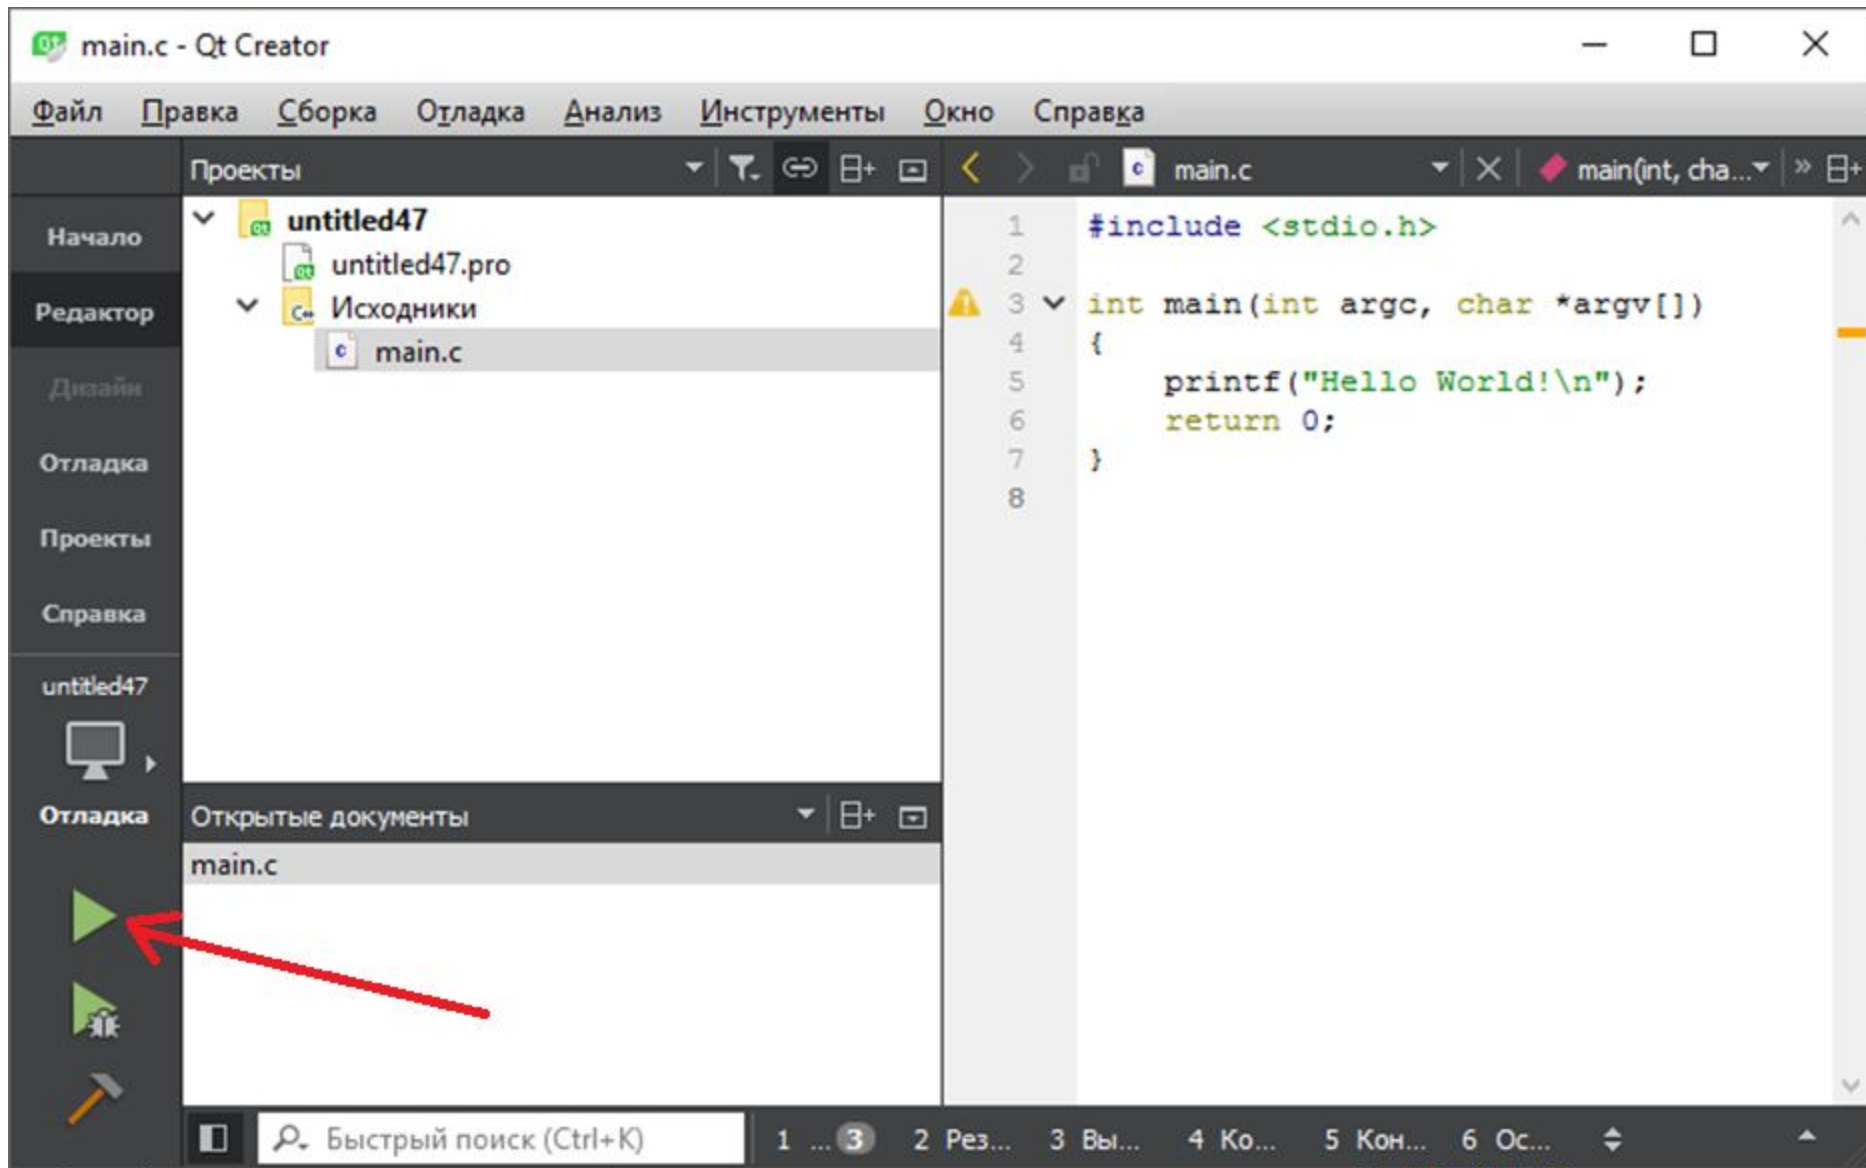 main.c - Qt Creator
Файл Правка Сборка Отладка Анализ Инструменты Окно Справка
Проекты
main.c
main(int, cha...
Начало
Редактор
Дизайн
Отладка
Проекты
Справка
untitled47
Отладка
untitled47
untitled47.pro
Исходники
main.c
1 #include <stdio.h>
2
3 int main(int argc, char *argv[])
4 {
5 printf("Hello World!\n");
6 return 0;
7 }
8
Открытые документы
main.c
Быстрый поиск (Ctrl+K)
1 ... 3 2 Рез... 3 Вы... 4 Ко... 5 Кон... 6 Ос...